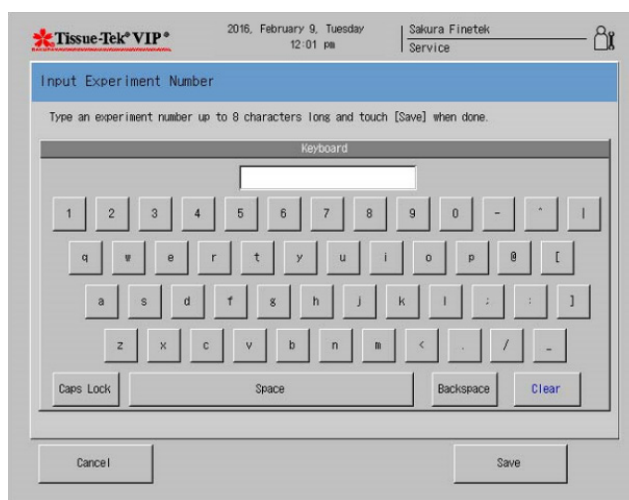 Tissue-Tek® VIP®
2016, February 9, Tuesday
12:01 pm
Sakura Finetek
Service
Input Experiment Number
Type an experiment number up to 8 characters long and touch [Save] when done.
Keyboard
1 2 3 4 5 6 7 8 9 0 - ^ |
q w e r t y u i o p @ [
a s d f g h j k l ; : ]
z x c v b n m < . / _
Caps Lock Space Backspace Clear
Cancel Save